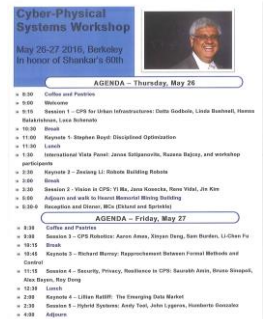 Cyber-Physical
Systems Workshop
May 26-27 2016, Berkeley
In honor of Shankar's 60th
AGENDA – Thursday, May 26
» 8:30 Coffee and Pastries
» 9:00 Welcome
» 9:15 Session 1 – CPS for Urban Infrastructures: Datta Godbole, Linda Bushnell, Hamsa
Balakrishnan, Luca Schenato
» 10:30 Break
» 11:00 Keynote 1- Stephen Boyd: Disciplined Optimization
» 11:30 Lunch
» 1:30 International Vista Panel: Janos Sztipanovits, Ruzena Bajcsy, and workshop
participants
» 2:30 Keynote 2 – Zexiang Li: Robots Building Robots
» 3:00 Break
» 3:30 Session 2 - Vision in CPS: Yi Ma, Jana Kosecka, Rene Vidal, Jin Kim
» 5:00 Adjourn and walk to Hearst Memorial Mining Building
» 5:30-9 Reception and Dinner, MCs (Eklund and Sprinkle)
AGENDA – Friday, May 27
» 8:30 Coffee and Pastries
» 9:00 Session 3 – CPS Robotics: Aaron Ames, Xinyan Deng, Sam Burden, Li-Chen Fu
» 10:15 Break
» 10:45 Keynote 3 – Richard Murray: Rapprochement Between Formal Methods and
Control
» 11:15 Session 4 - Security, Privacy, Resilience in CPS: Saurabh Amin, Bruno Sinopoli,
Alex Bayen, Roy Dong
» 12:30 Lunch
» 2:00 Keynote 4 – Lillian Ratliff: The Emerging Data Market
» 2:30 Session 5 – Hybrid Systems: Andy Teel, John Lygeros, Humberto Gonzalez
» 4:00 Adjourn